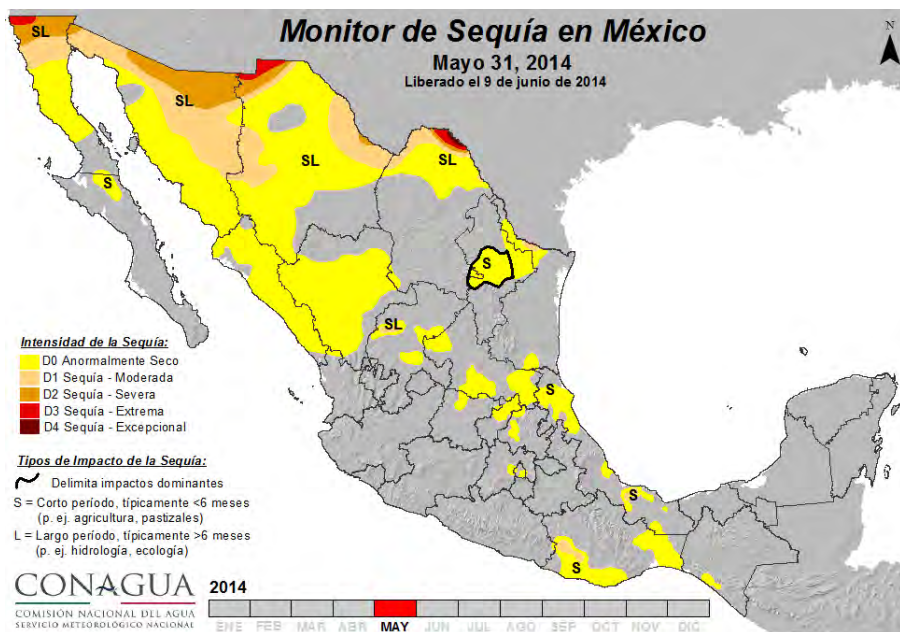 Monitor de Sequía en México
Mayo 31, 2014
Liberado el 9 de junio de 2014
N
SL
SL
SL
SL
S
S
SL
S
S
S
Intensidad de la Sequía:
D0 Anormalmente Seco
D1 Sequía - Moderada
D2 Sequía - Severa
D3 Sequía - Extrema
D4 Sequía - Excepcional
Tipos de Impacto de la Sequía:
Delimita impactos dominantes
S = Corto período, típicamente <6 meses
(p. ej. agricultura, pastizales)
L = Largo período, típicamente >6 meses
(p. ej. hidrología, ecología)
CONAGUA
COMISIÓN NACIONAL DEL AGUA
SERVICIO METEOROLÓGICO NACIONAL
2014
ENE FEB MAR ABR MAY JUN JUL AGO SEP OCT NOV DIC